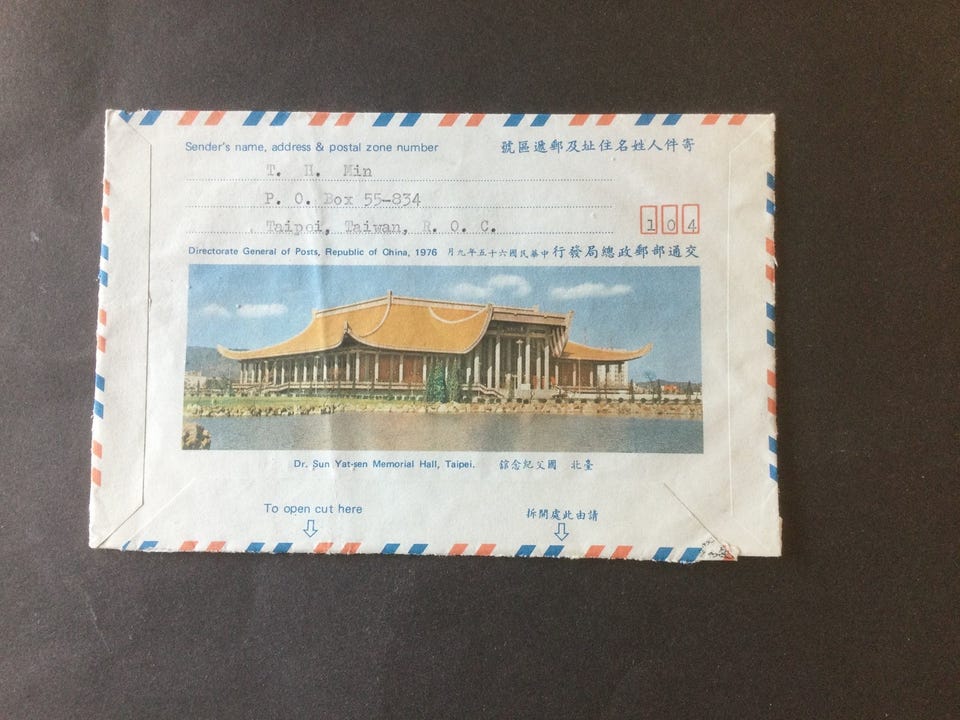 Sender's name, address & postal zone number
寄件人姓名住址及郵遞區號
T. H. Min
P. O. Box 55-834
Taipei, Taiwan, R. O. C.
104
Directorate General of Posts, Republic of China, 1976
交通部郵政總局發行 中華民國六十五年九月
Dr. Sun Yat-sen Memorial Hall, Taipei.
臺北 國父紀念館
To open cut here
請由此處開拆